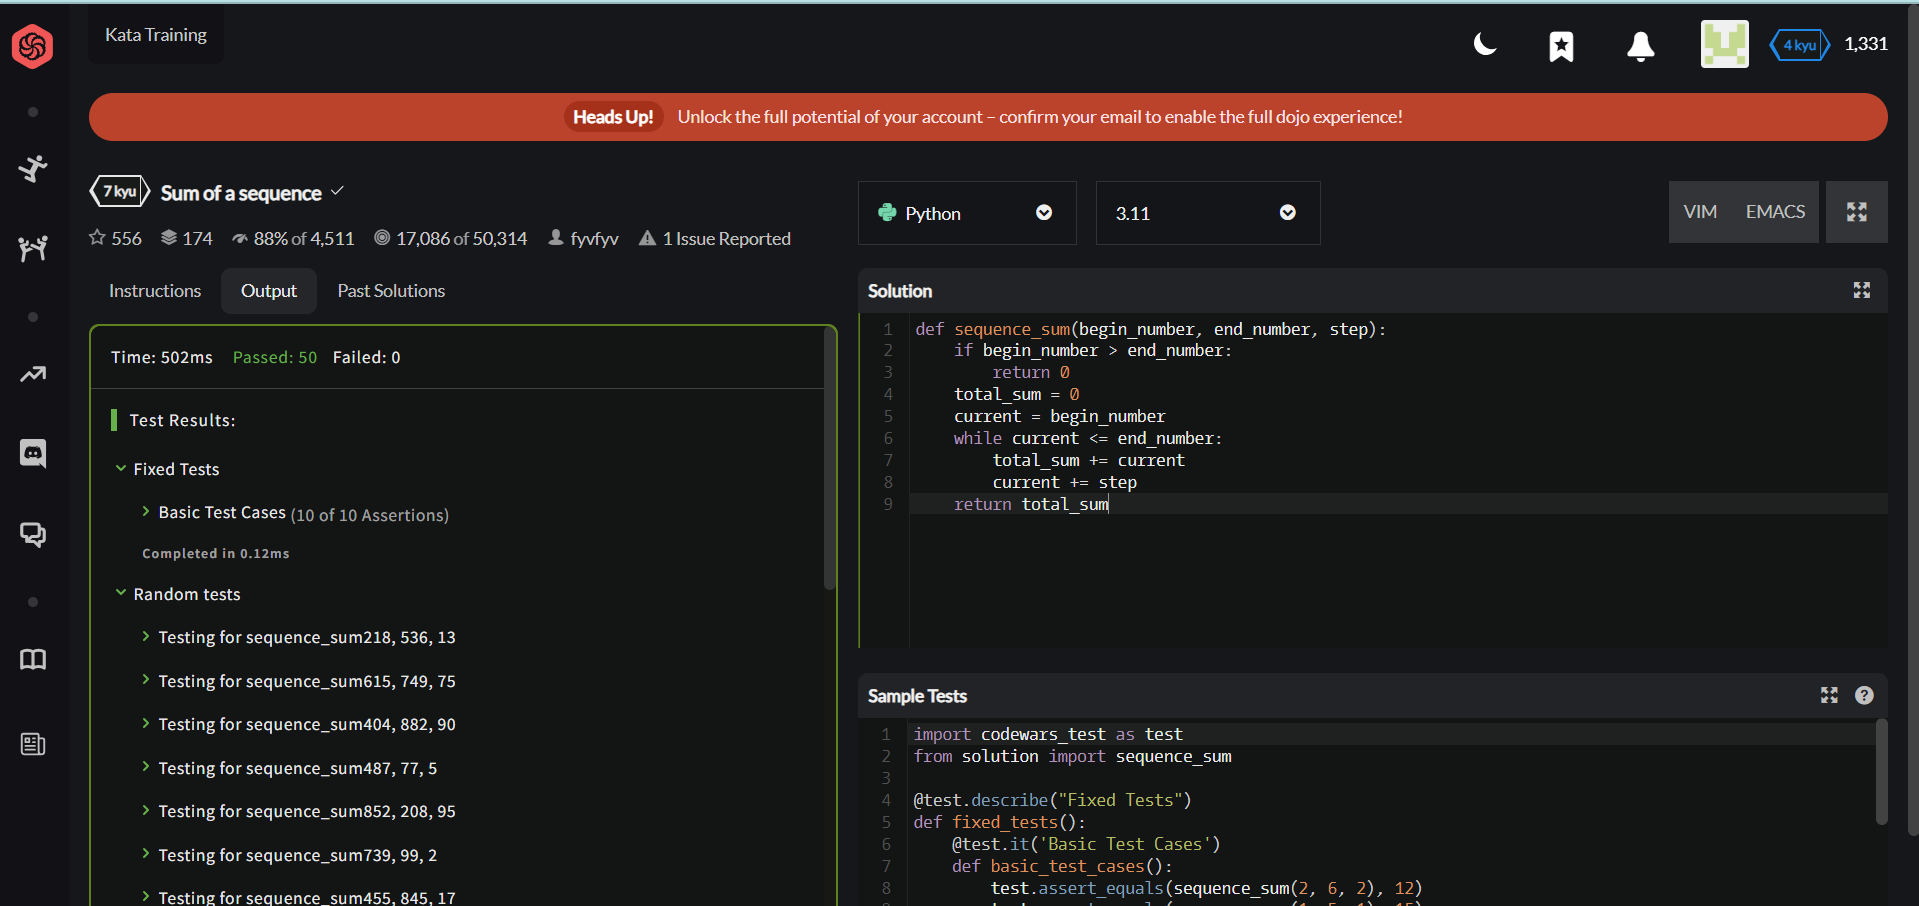 Kata Training
4 kyu 1,331
Heads Up! Unlock the full potential of your account – confirm your email to enable the full dojo experience!
7 kyu Sum of a sequence
556 174 88% of 4,511 17,086 of 50,314 fyvfyv 1 Issue Reported
Instructions Output Past Solutions
Time: 502ms Passed: 50 Failed: 0
Test Results:
Fixed Tests
Basic Test Cases (10 of 10 Assertions)
Completed in 0.12ms
Random tests
Testing for sequence_sum218, 536, 13
Testing for sequence_sum615, 749, 75
Testing for sequence_sum404, 882, 90
Testing for sequence_sum487, 77, 5
Testing for sequence_sum852, 208, 95
Testing for sequence_sum739, 99, 2
Testing for sequence_sum455, 845, 17
Python 3.11 VIM EMACS
Solution
1 def sequence_sum(begin_number, end_number, step):
2 if begin_number > end_number:
3 return 0
4 total_sum = 0
5 current = begin_number
6 while current <= end_number:
7 total_sum += current
8 current += step
9 return total_sum
Sample Tests
1 import codewars_test as test
2 from solution import sequence_sum
3
4 @test.describe("Fixed Tests")
5 def fixed_tests():
6 @test.it('Basic Test Cases')
7 def basic_test_cases():
8 test.assert_equals(sequence_sum(2, 6, 2), 12)